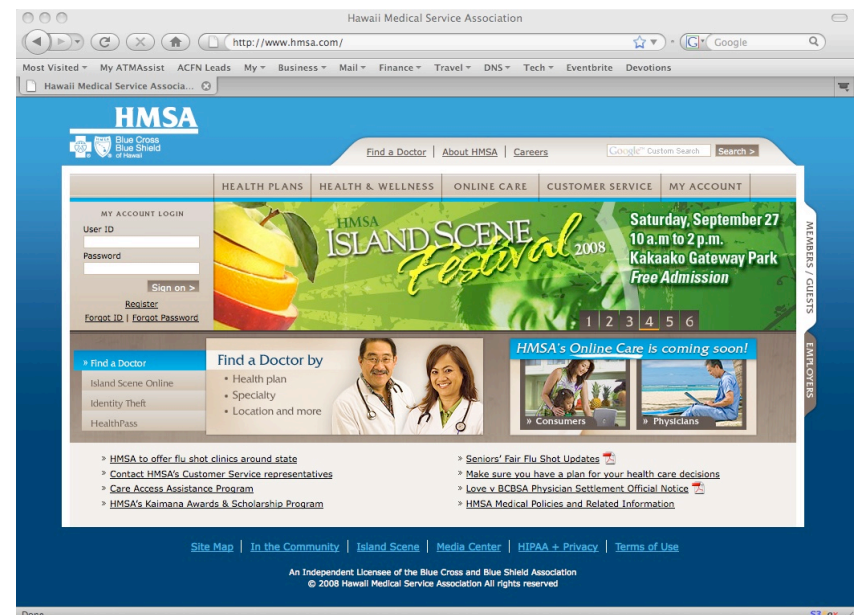 Hawaii Medical Service Association
http://www.hmsa.com/
Google
Most Visited My ATMAssist ACFN Leads My Business Mail Finance Travel DNS Tech Eventbrite Devotions
Hawaii Medical Service Associa...
HMSA
Blue Cross
Blue Shield
of Hawaii
Find a Doctor | About HMSA | Careers
Google™ Custom Search Search >
HEALTH PLANS HEALTH & WELLNESS ONLINE CARE CUSTOMER SERVICE MY ACCOUNT
MY ACCOUNT LOGIN
User ID
Password
Sign on >
Register
Forgot ID | Forgot Password
HMSA
ISLAND SCENE
Festival 2008
Saturday, September 27
10 a.m to 2 p.m.
Kakaako Gateway Park
Free Admission
1 2 3 4 5 6
MEMBERS / GUESTS
EMPLOYERS
» Find a Doctor
Island Scene Online
Identity Theft
HealthPass
Find a Doctor by
• Health plan
• Specialty
• Location and more
HMSA's Online Care is coming soon!
» Consumers
» Physicians
» HMSA to offer flu shot clinics around state
» Contact HMSA's Customer Service representatives
» Care Access Assistance Program
» HMSA's Kaimana Awards & Scholarship Program
» Seniors' Fair Flu Shot Updates
» Make sure you have a plan for your health care decisions
» Love v BCBSA Physician Settlement Official Notice
» HMSA Medical Policies and Related Information
Site Map | In the Community | Island Scene | Media Center | HIPAA + Privacy | Terms of Use
An Independent Licensee of the Blue Cross and Blue Shield Association
© 2008 Hawaii Medical Service Association All rights reserved
Done